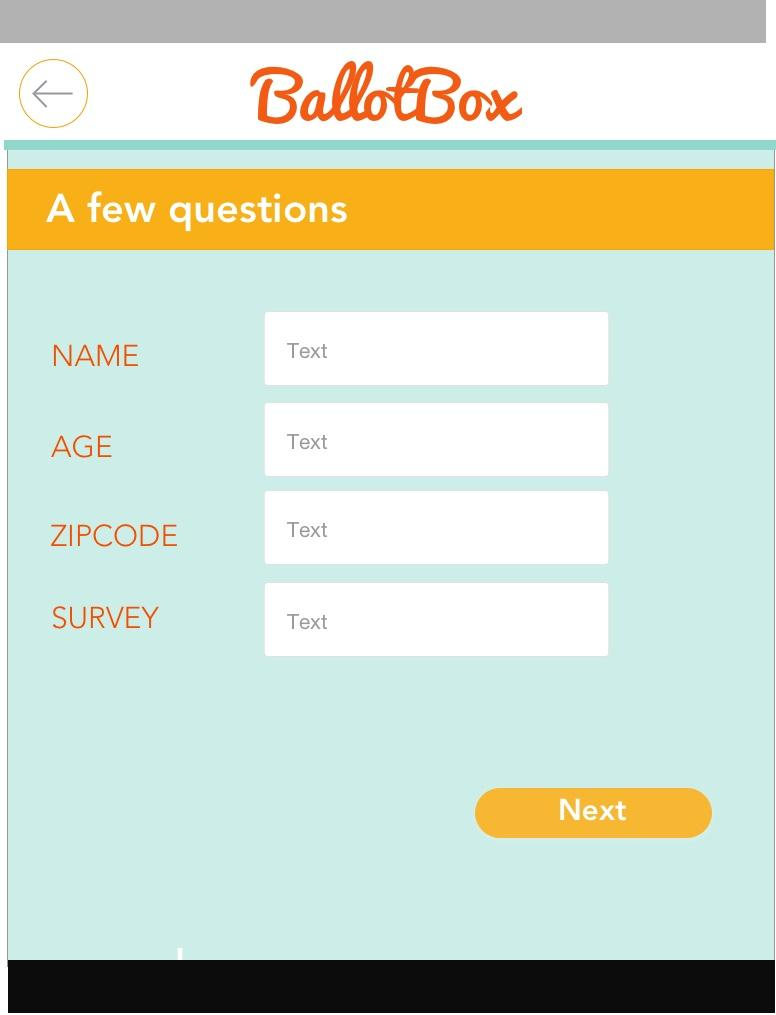 BallotBox
A few questions
NAME
Text
AGE
Text
ZIPCODE
Text
SURVEY
Text
Next